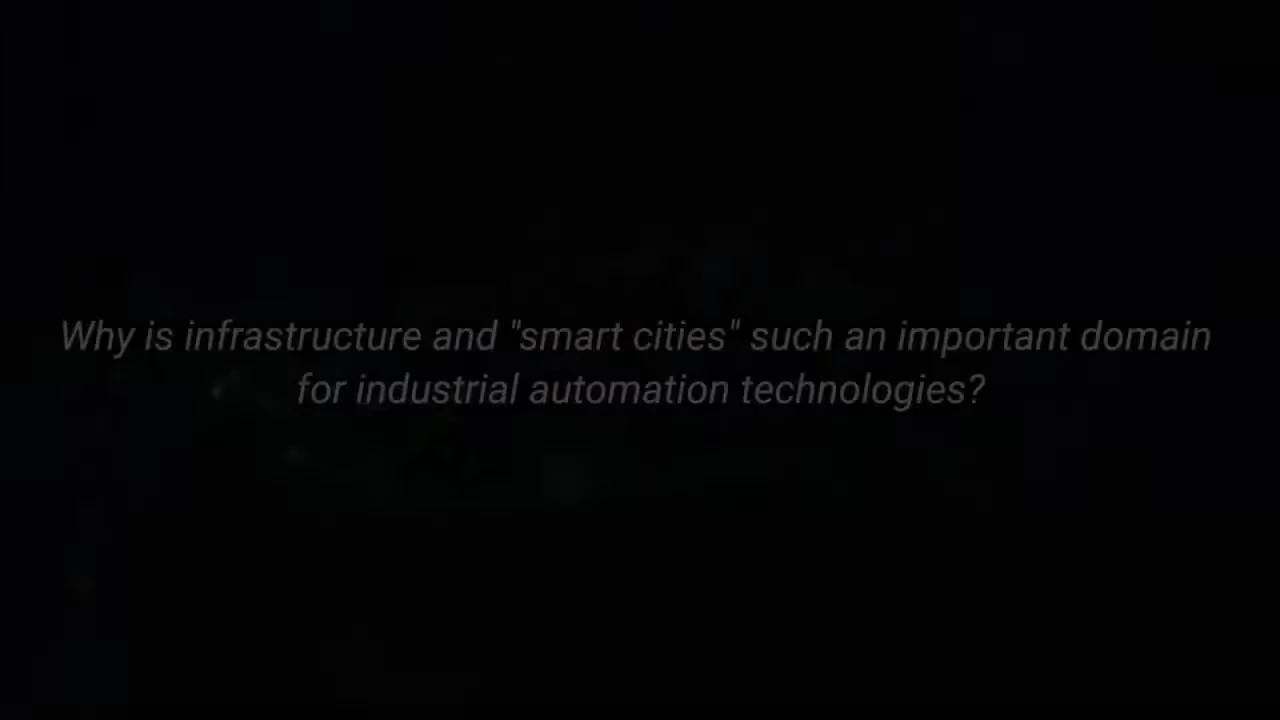 Why is infrastructure and "smart cities" such an important domain
for industrial automation technologies?